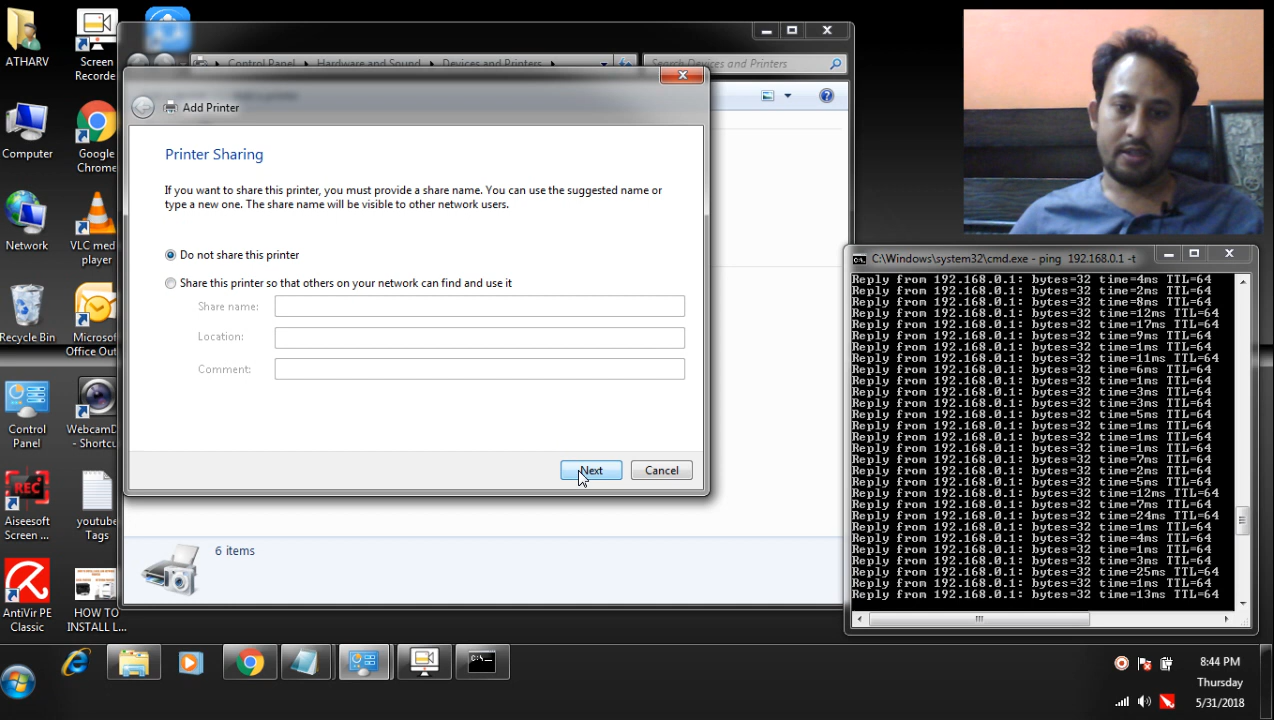 ATHARV
Screen
Recorde
Computer
Google
Chrome
Network
VLC med
player
Recycle Bin
Microsof
Office Out
Control
Panel
WebcamD
- Shortcu
Aiseesoft
Screen ...
youtube
Tags
AntiVir PE
Classic
HOW TO
INSTALL L...
Control Panel
Hardware and Sound
Devices and Printers
Search Devices and Printers
Add Printer
Printer Sharing
If you want to share this printer, you must provide a share name. You can use the suggested name or
type a new one. The share name will be visible to other network users.
Do not share this printer
Share this printer so that others on your network can find and use it
Share name:
Location:
Comment:
Next
Cancel
6 items
C:\Windows\system32\cmd.exe - ping 192.168.0.1 -t
Reply from 192.168.0.1: bytes=32 time=4ms TTL=64
Reply from 192.168.0.1: bytes=32 time=2ms TTL=64
Reply from 192.168.0.1: bytes=32 time=8ms TTL=64
Reply from 192.168.0.1: bytes=32 time=12ms TTL=64
Reply from 192.168.0.1: bytes=32 time=17ms TTL=64
Reply from 192.168.0.1: bytes=32 time=9ms TTL=64
Reply from 192.168.0.1: bytes=32 time=1ms TTL=64
Reply from 192.168.0.1: bytes=32 time=11ms TTL=64
Reply from 192.168.0.1: bytes=32 time=6ms TTL=64
Reply from 192.168.0.1: bytes=32 time=1ms TTL=64
Reply from 192.168.0.1: bytes=32 time=3ms TTL=64
Reply from 192.168.0.1: bytes=32 time=3ms TTL=64
Reply from 192.168.0.1: bytes=32 time=5ms TTL=64
Reply from 192.168.0.1: bytes=32 time=1ms TTL=64
Reply from 192.168.0.1: bytes=32 time=1ms TTL=64
Reply from 192.168.0.1: bytes=32 time=1ms TTL=64
Reply from 192.168.0.1: bytes=32 time=7ms TTL=64
Reply from 192.168.0.1: bytes=32 time=2ms TTL=64
Reply from 192.168.0.1: bytes=32 time=5ms TTL=64
Reply from 192.168.0.1: bytes=32 time=12ms TTL=64
Reply from 192.168.0.1: bytes=32 time=7ms TTL=64
Reply from 192.168.0.1: bytes=32 time=24ms TTL=64
Reply from 192.168.0.1: bytes=32 time=1ms TTL=64
Reply from 192.168.0.1: bytes=32 time=4ms TTL=64
Reply from 192.168.0.1: bytes=32 time=1ms TTL=64
Reply from 192.168.0.1: bytes=32 time=3ms TTL=64
Reply from 192.168.0.1: bytes=32 time=25ms TTL=64
Reply from 192.168.0.1: bytes=32 time=1ms TTL=64
Reply from 192.168.0.1: bytes=32 time=13ms TTL=64
REC
C:\-
8:44 PM
Thursday
5/31/2018